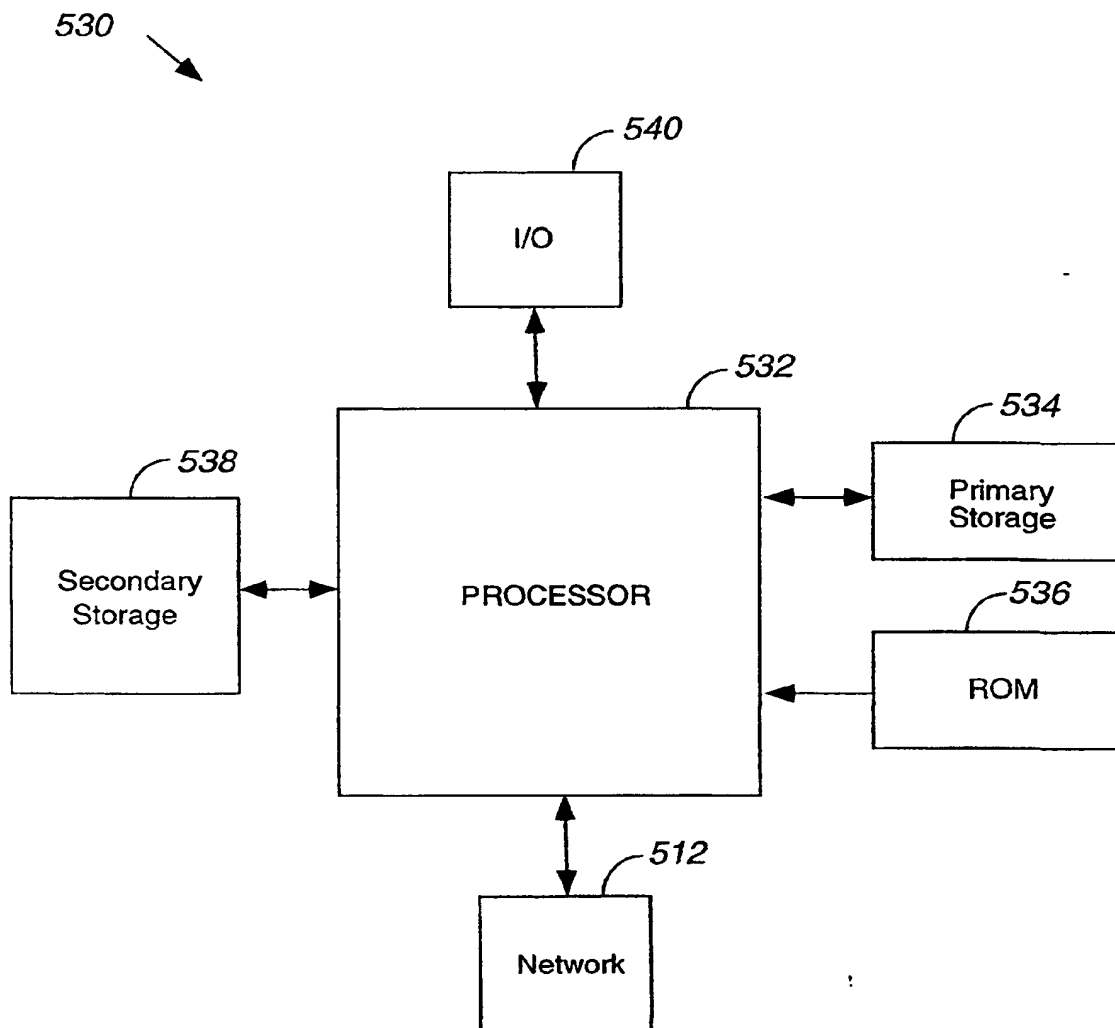 530
540
I/O
532
534
538
Primary
Storage
Secondary
Storage
PROCESSOR
536
ROM
512
Network